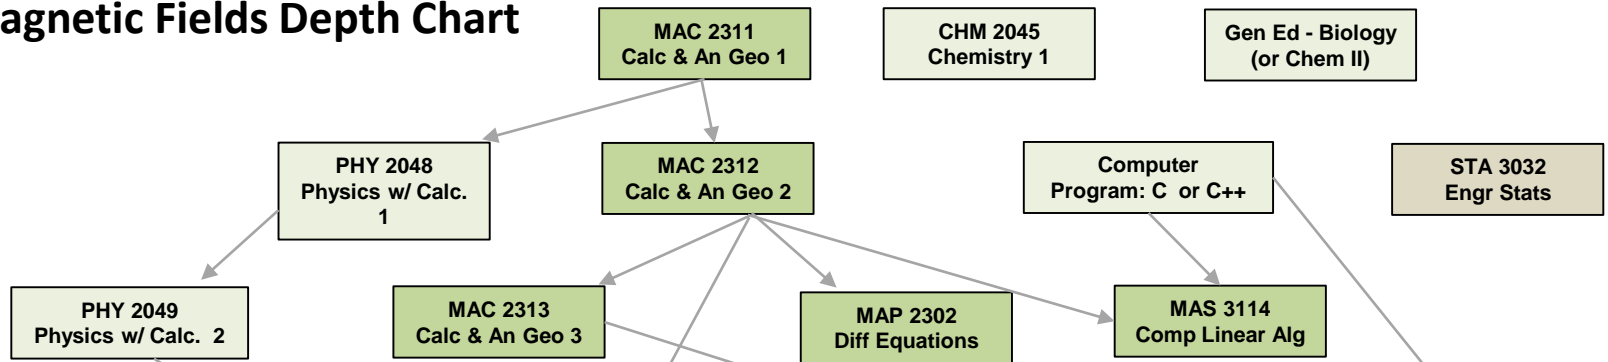 agnetic Fields Depth Chart
MAC 2311
Calc & An Geo 1
CHM 2045
Chemistry 1
Gen Ed - Biology
(or Chem II)
PHY 2048
Physics w/ Calc.
1
MAC 2312
Calc & An Geo 2
Computer
Program: C or C++
STA 3032
Engr Stats
PHY 2049
Physics w/ Calc. 2
MAC 2313
Calc & An Geo 3
MAP 2302
Diff Equations
MAS 3114
Comp Linear Alg